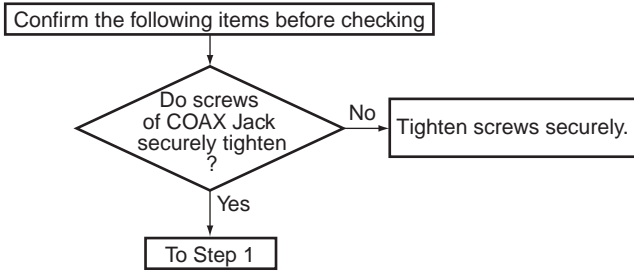 Confirm the following items before checking
Do screws
of COAX Jack
securely tighten
?
No
Tighten screws securely.
Yes
To Step 1